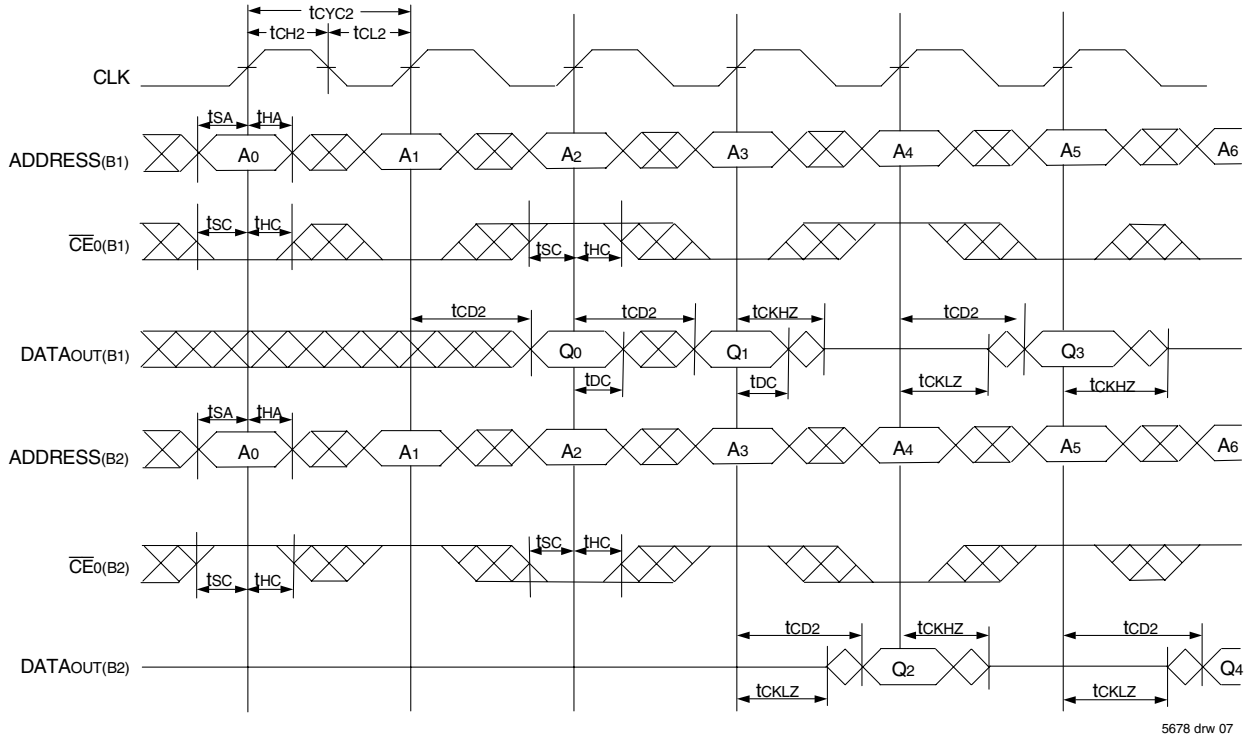 tCYC2
tCH2 tCL2
CLK
tSA tHA
ADDRESS(B1) A0 A1 A2 A3 A4 A5 A6
tSC tHC
CE0(B1)
tSC tHC
tCD2 tCD2 tCKHZ tCD2
DATAOUT(B1) Q0 Q1 Q3
tDC tDC tCKLZ tCKHZ
tSA tHA
ADDRESS(B2) A0 A1 A2 A3 A4 A5 A6
tSC tHC
CE0(B2)
tSC tHC
tCD2 tCKHZ tCD2
DATAOUT(B2) Q2 Q4
tCKLZ tCKLZ
5678 drw 07